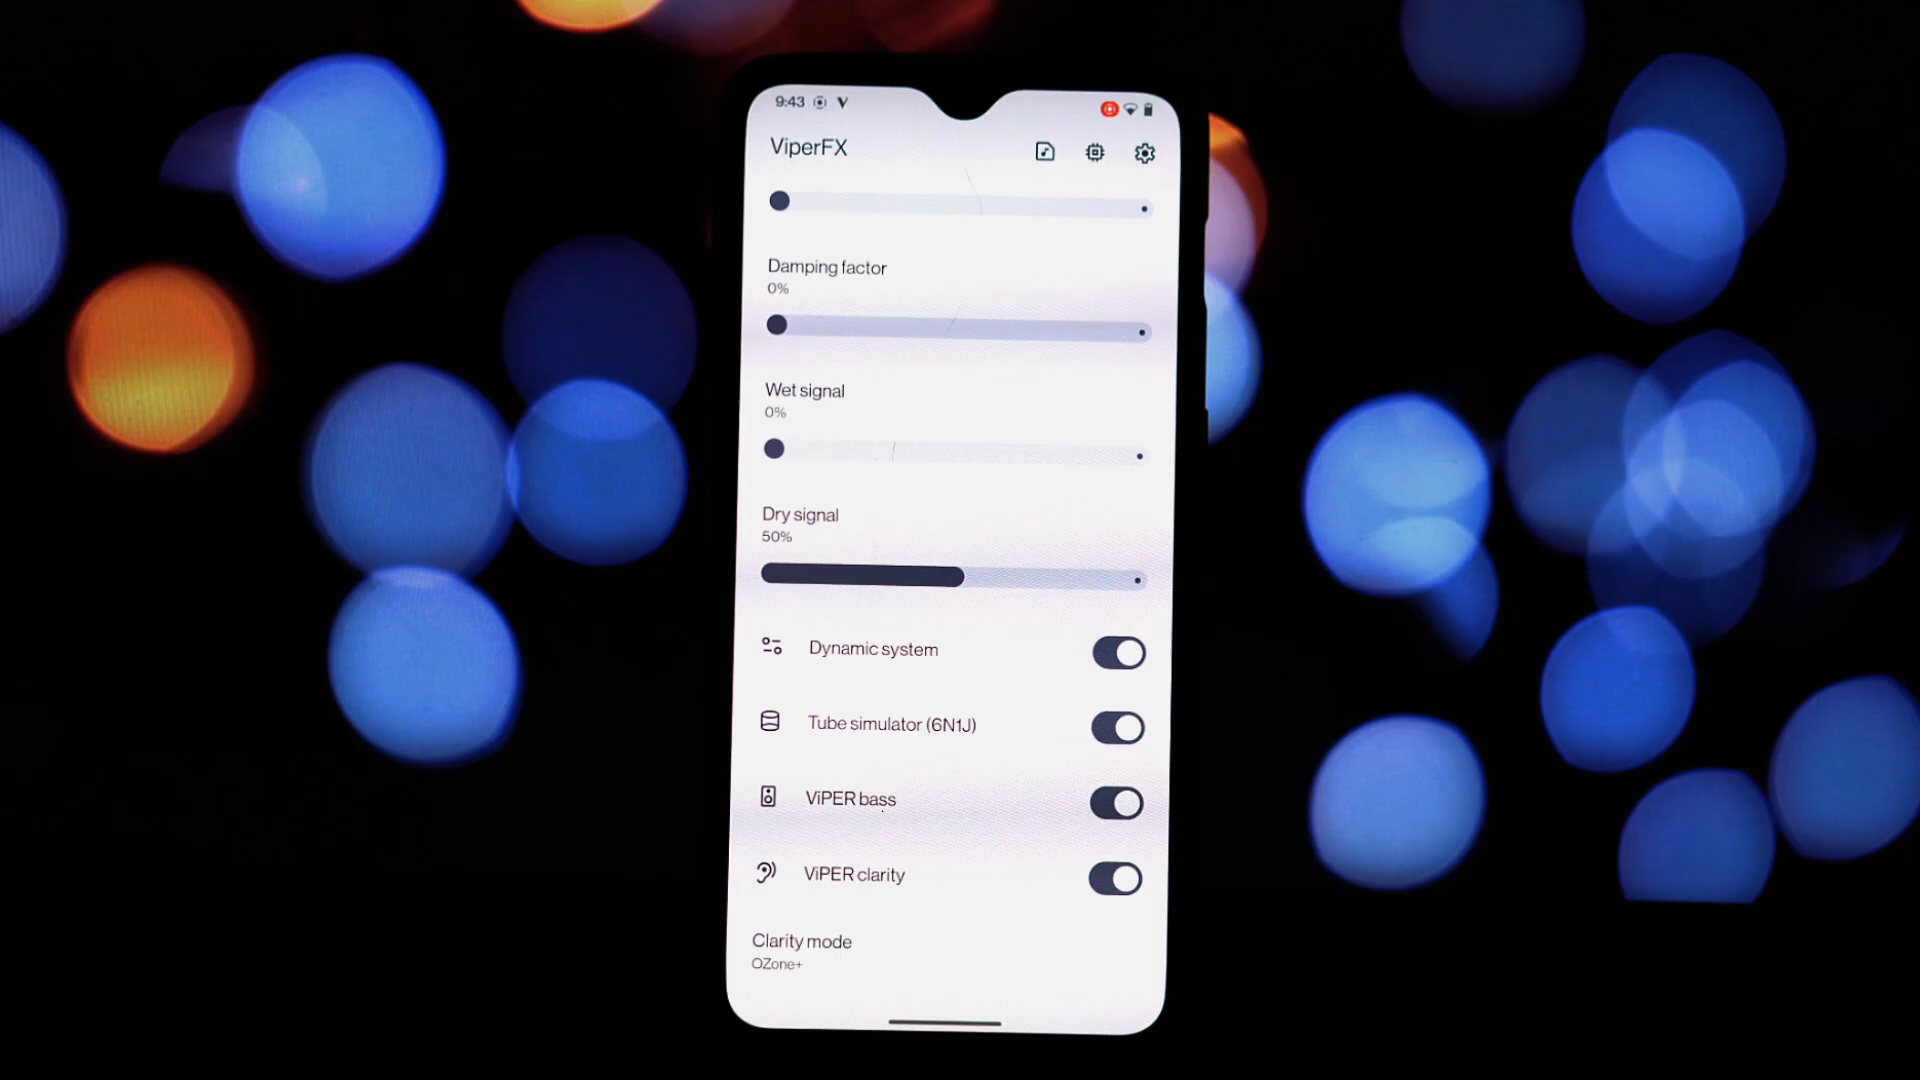 9:43
ViperFX
Damping factor
0%
Wet signal
0%
Dry signal
50%
Dynamic system
Tube simulator (6N1J)
ViPER bass
ViPER clarity
Clarity mode
OZone+